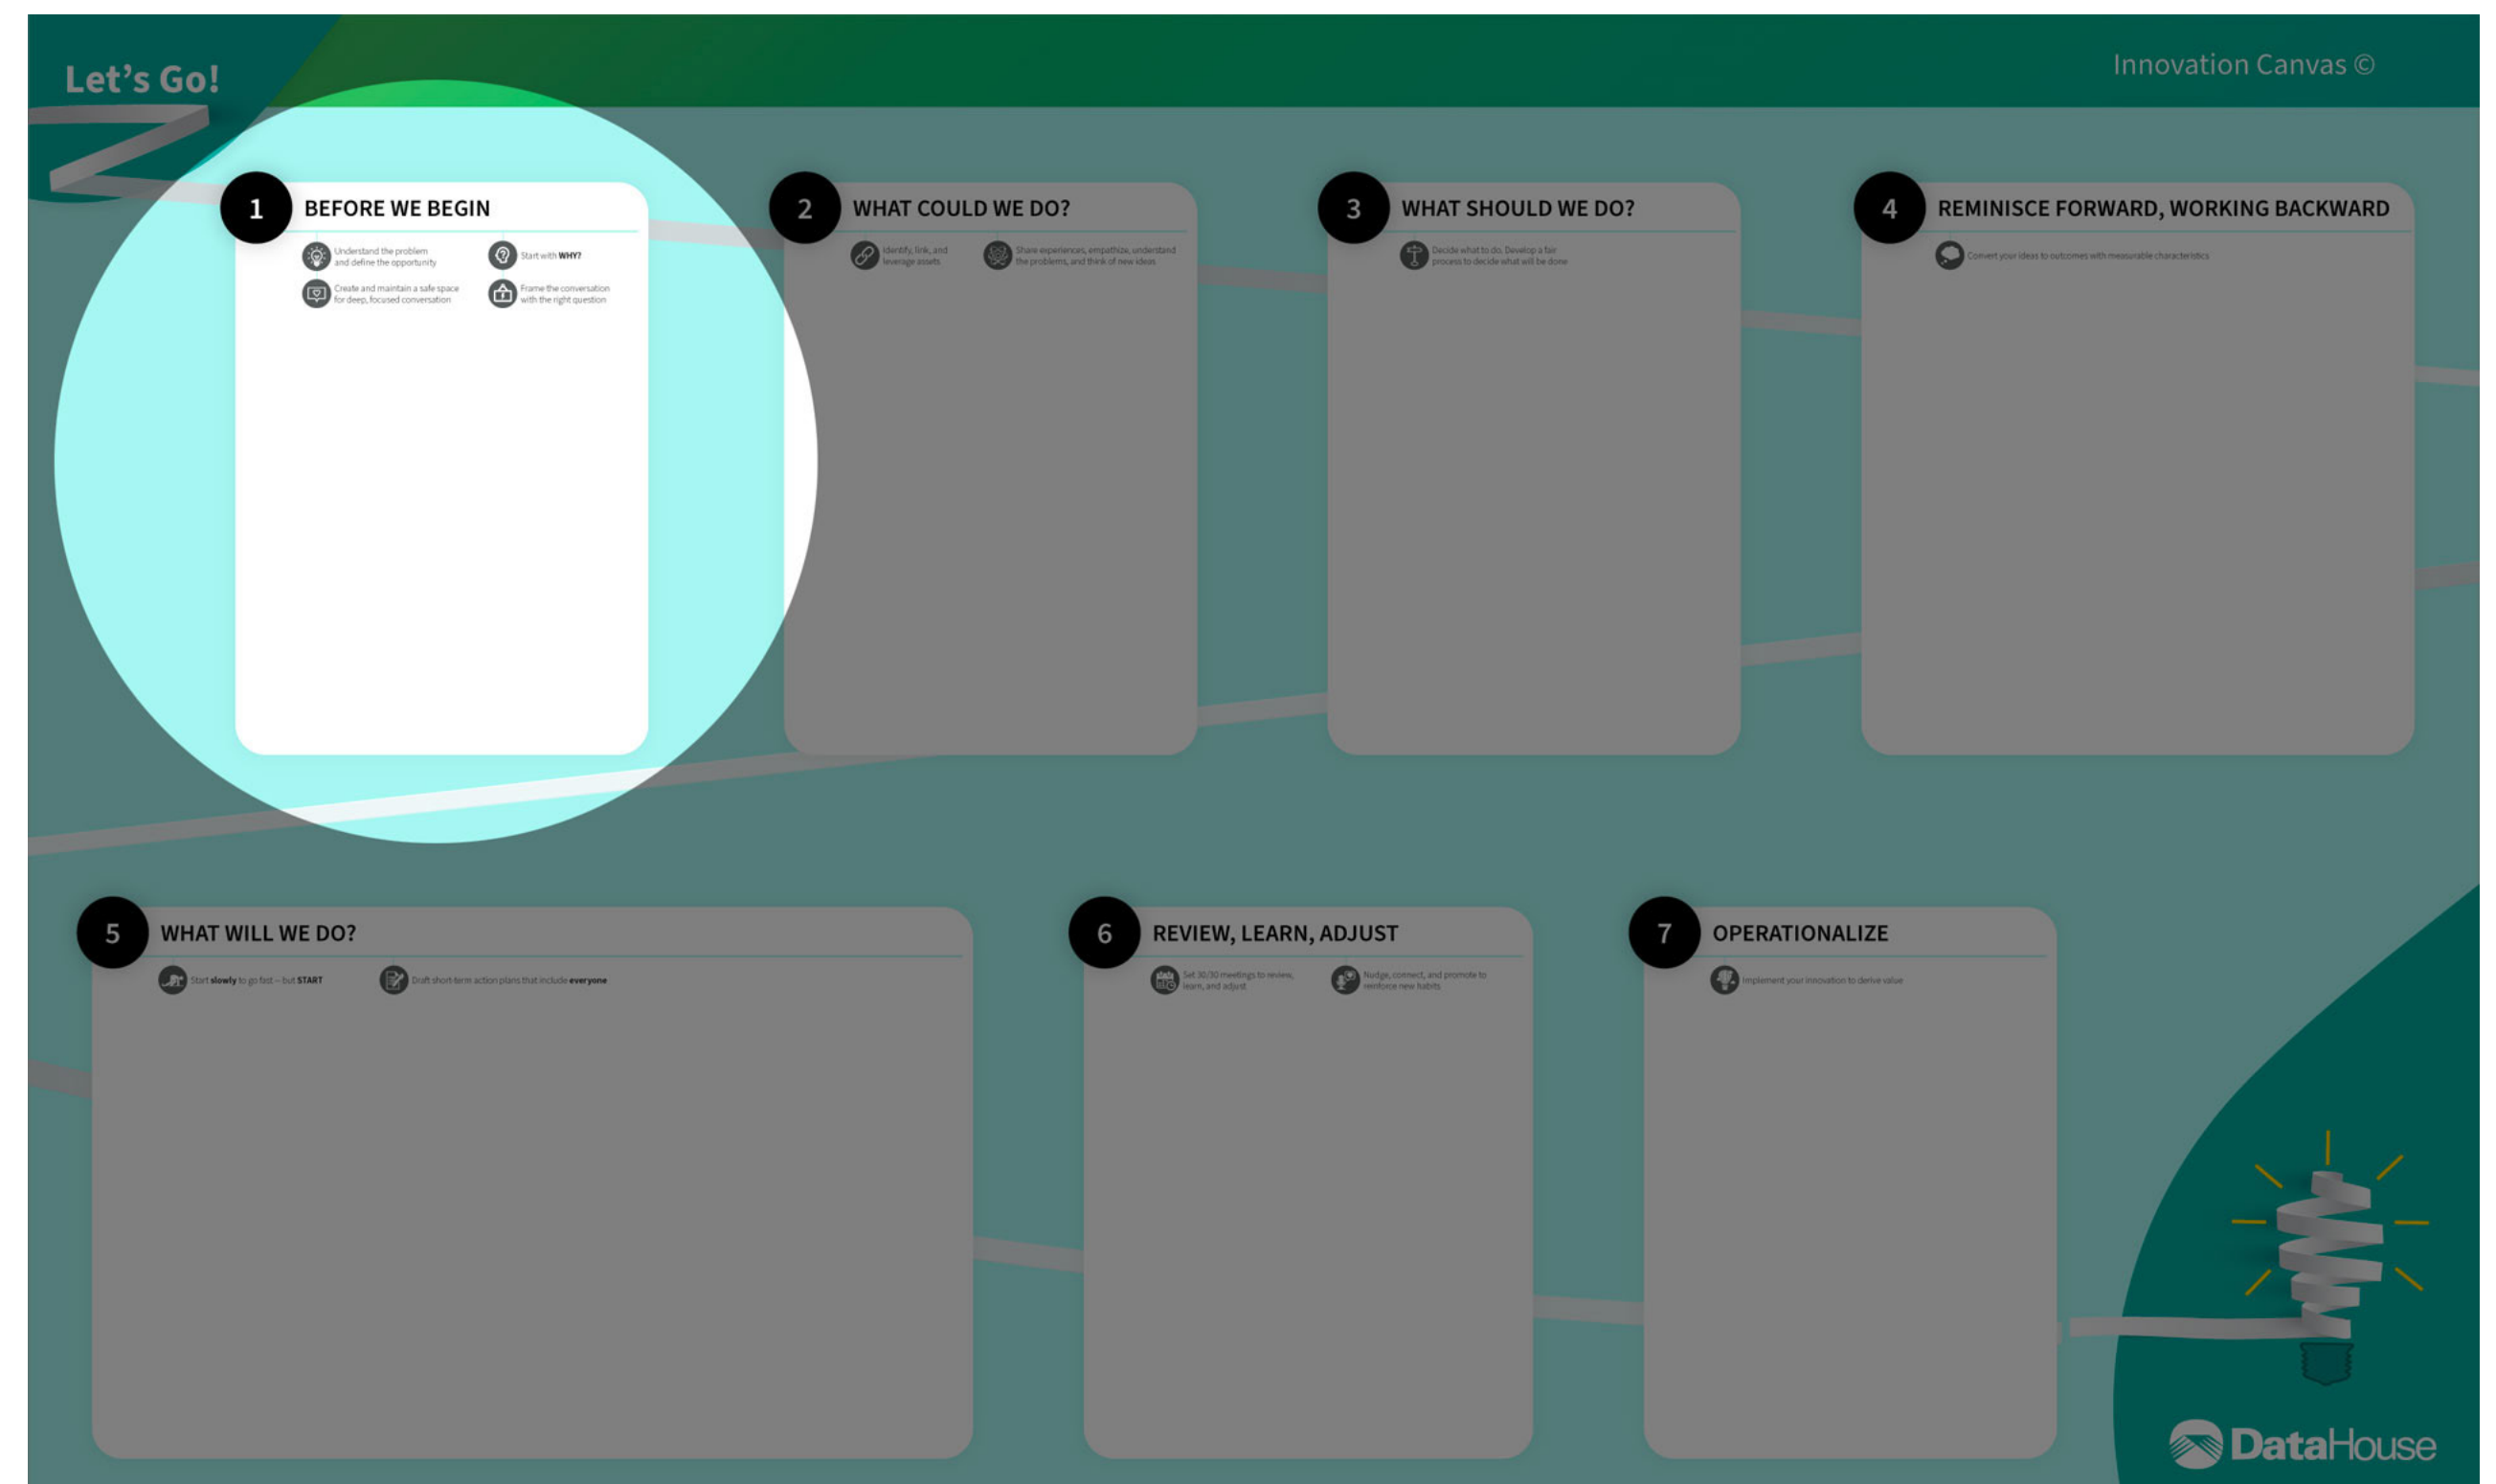 Let's Go!
Innovation Canvas ©
1
BEFORE WE BEGIN
Understand the problem
and define the opportunity
Start with WHY?
Create and maintain a safe space
for deep, focused conversation
Frame the conversation
with the right question
2
WHAT COULD WE DO?
Identify, link, and
leverage assets
Share experiences, empathize, understand
the problems, and think of new ideas
3
WHAT SHOULD WE DO?
Decide what to do. Develop a fair
process to decide what will be done
4
REMINISCE FORWARD, WORKING BACKWARD
Convert your ideas to outcomes with measurable characteristics
5
WHAT WILL WE DO?
Start slowly to go fast – but START
Draft short-term action plans that include everyone
6
REVIEW, LEARN, ADJUST
Set 30/30 meetings to review,
learn, and adjust
Nudge, connect, and promote to
reinforce new habits
7
OPERATIONALIZE
Implement your innovation to derive value
DataHouse